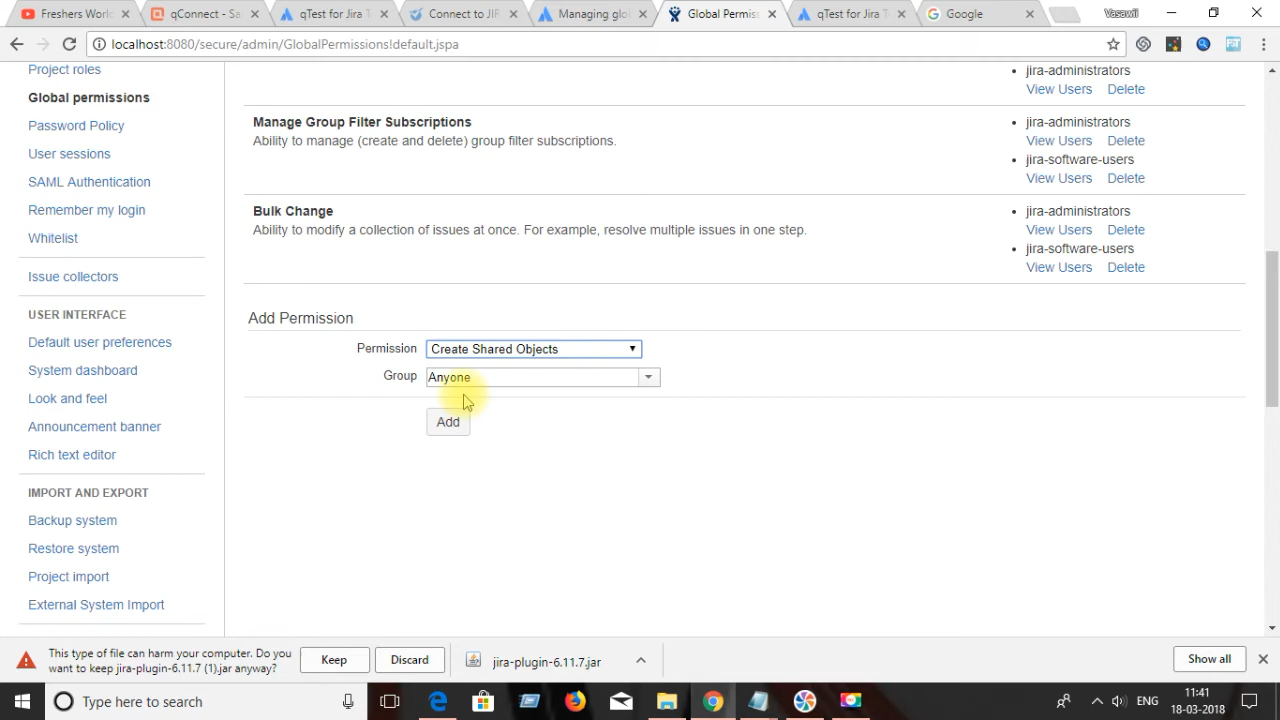 Freshers Worl
qConnect - Sa
qTest for Jira T
Connect to JIR
Managing glo
Global Permiss
qTest for Jira T
Google
Vasawil
localhost:8080/secure/admin/GlobalPermissions!default.jspa
Project roles
Global permissions
Password Policy
User sessions
SAML Authentication
Remember my login
Whitelist
Issue collectors
USER INTERFACE
Default user preferences
System dashboard
Look and feel
Announcement banner
Rich text editor
IMPORT AND EXPORT
Backup system
Restore system
Project import
External System Import
jira-administrators
View Users Delete
Manage Group Filter Subscriptions
Ability to manage (create and delete) group filter subscriptions.
jira-administrators
View Users Delete
jira-software-users
View Users Delete
Bulk Change
Ability to modify a collection of issues at once. For example, resolve multiple issues in one step.
jira-administrators
View Users Delete
jira-software-users
View Users Delete
Add Permission
Permission Create Shared Objects
Group Anyone
Add
This type of file can harm your computer. Do you
want to keep jira-plugin-6.11.7 (1).jar anyway?
Keep
Discard
jira-plugin-6.11.7.jar
Show all
Type here to search
ENG
11:41
18-03-2018